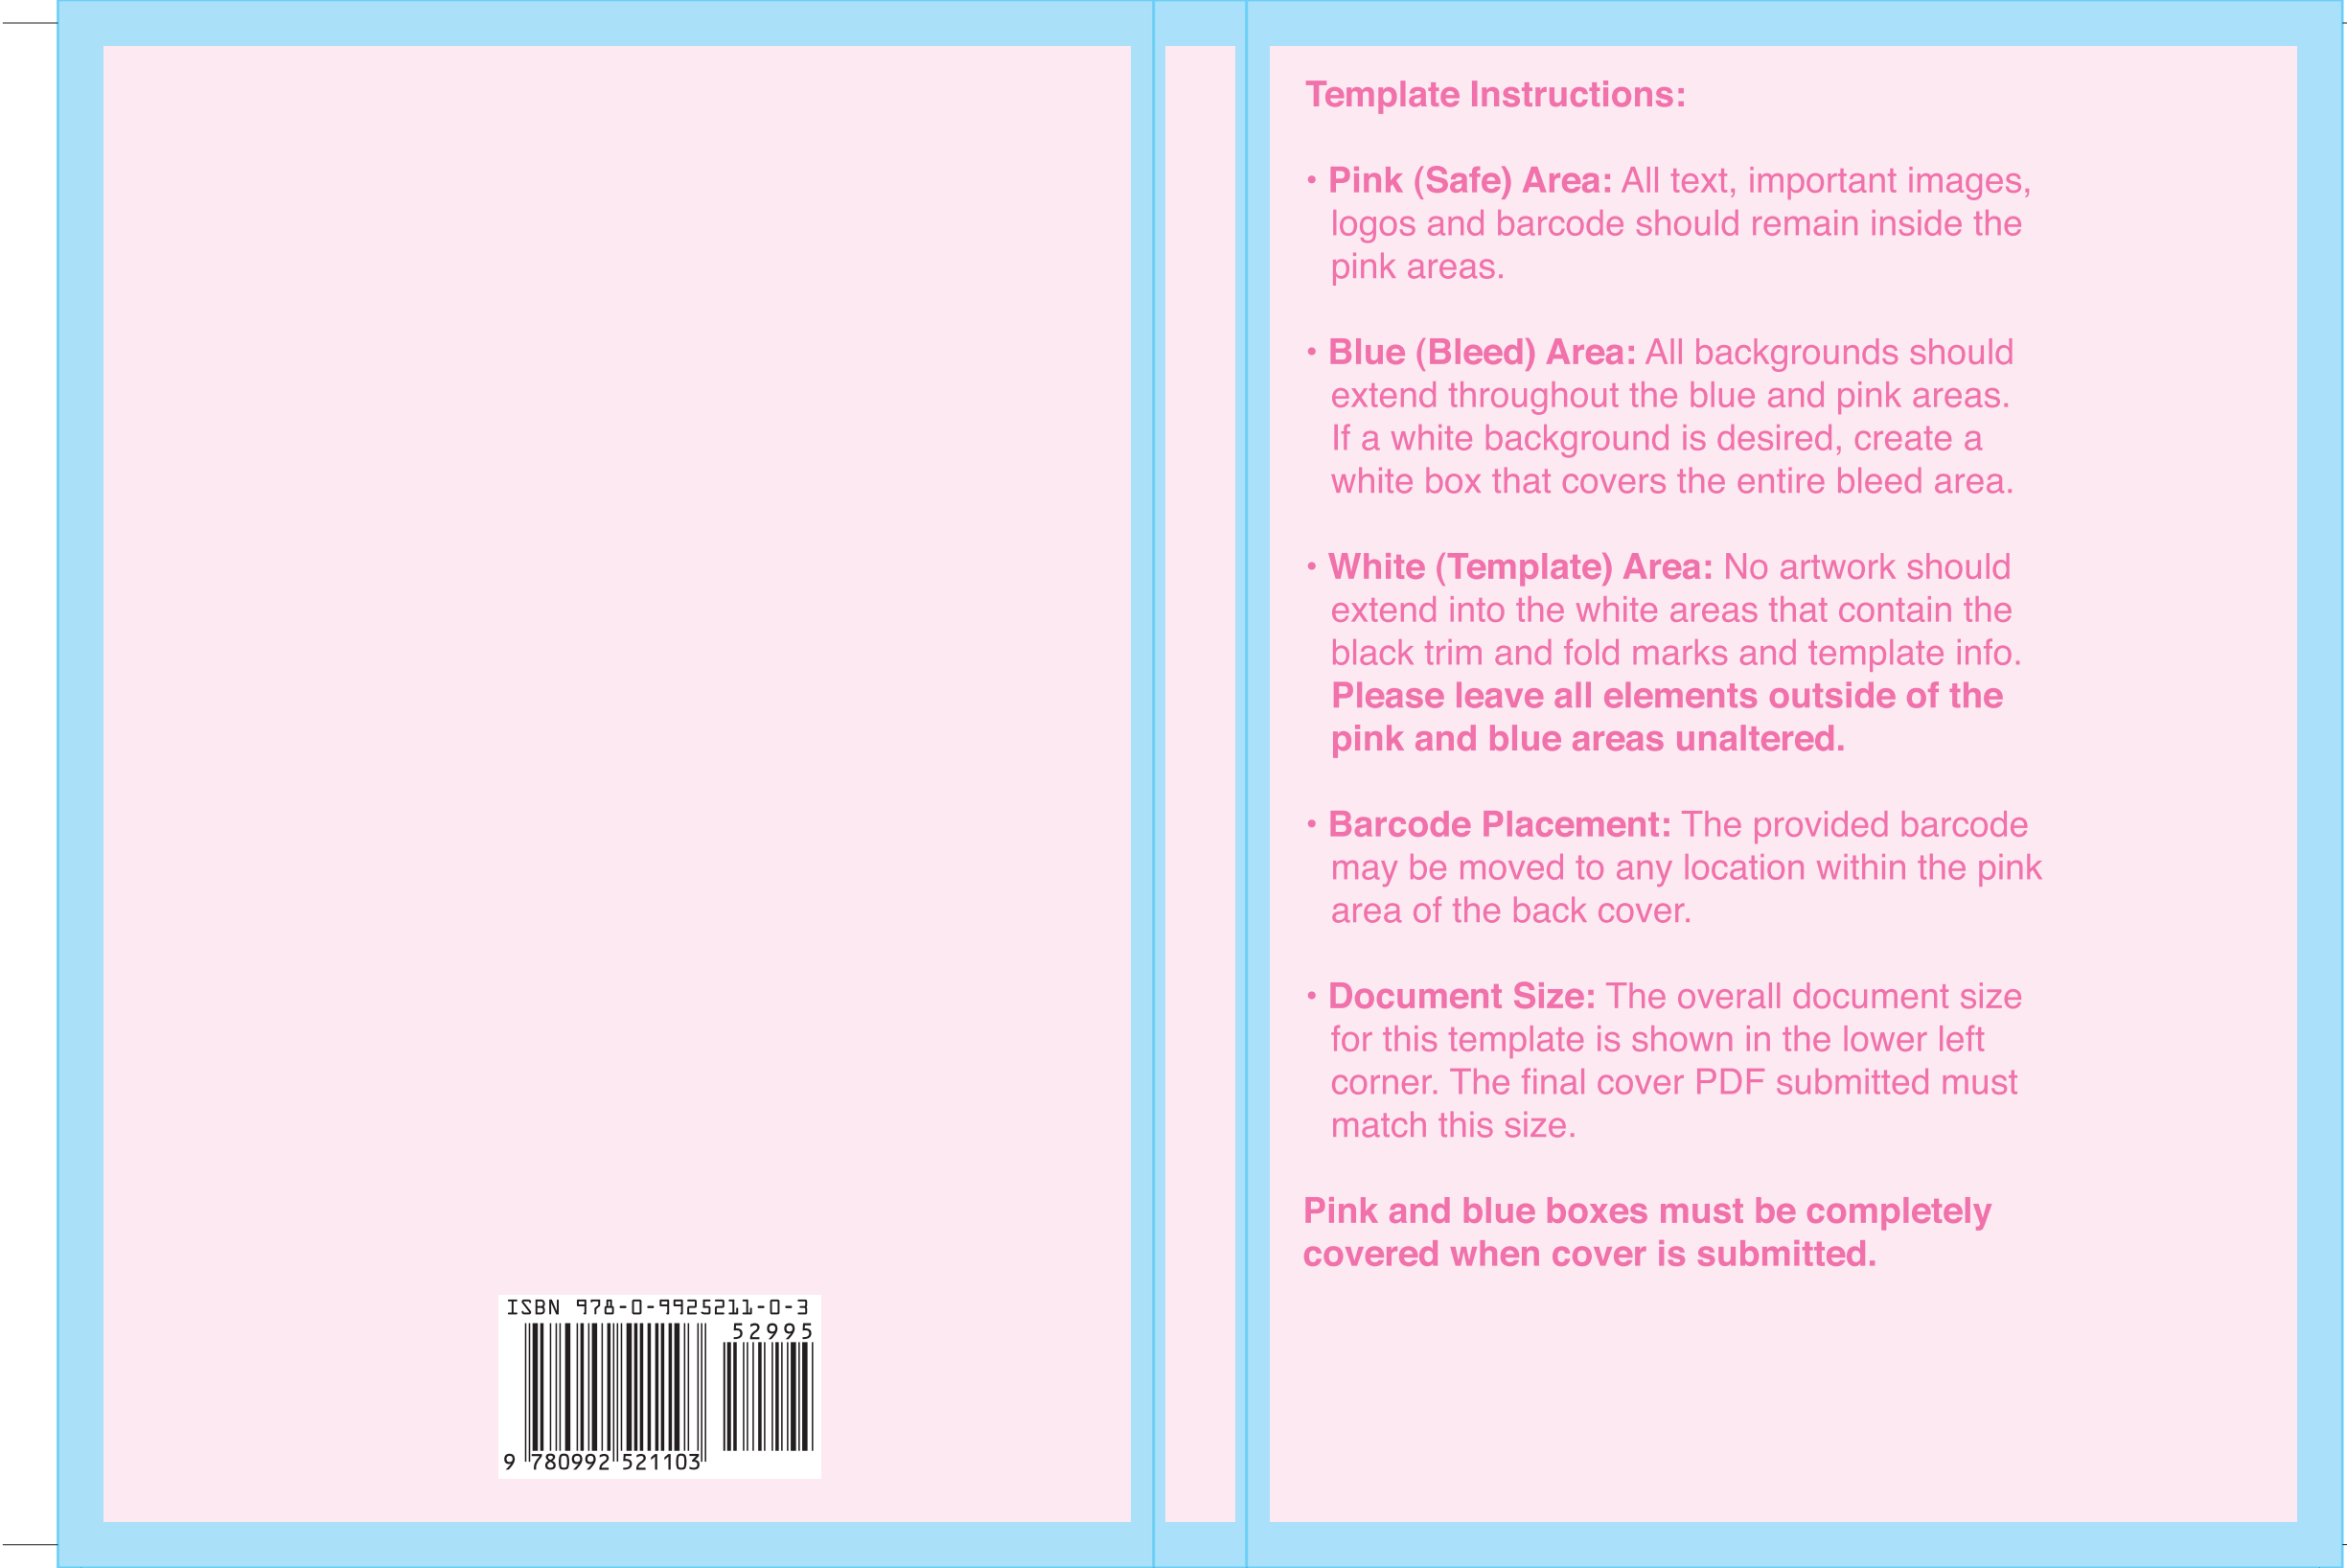 Template Instructions:
• Pink (Safe) Area: All text, important images,
logos and barcode should remain inside the
pink areas.
• Blue (Bleed) Area: All backgrounds should
extend throughout the blue and pink areas.
If a white background is desired, create a
white box that covers the entire bleed area.
• White (Template) Area: No artwork should
extend into the white areas that contain the
black trim and fold marks and template info.
Please leave all elements outside of the
pink and blue areas unaltered.
• Barcode Placement: The provided barcode
may be moved to any location within the pink
area of the back cover.
• Document Size: The overall document size
for this template is shown in the lower left
corner. The final cover PDF submitted must
match this size.
Pink and blue boxes must be completely
covered when cover is submitted.
ISBN 978-0-9925211-0-3
52995
9 780992 521103